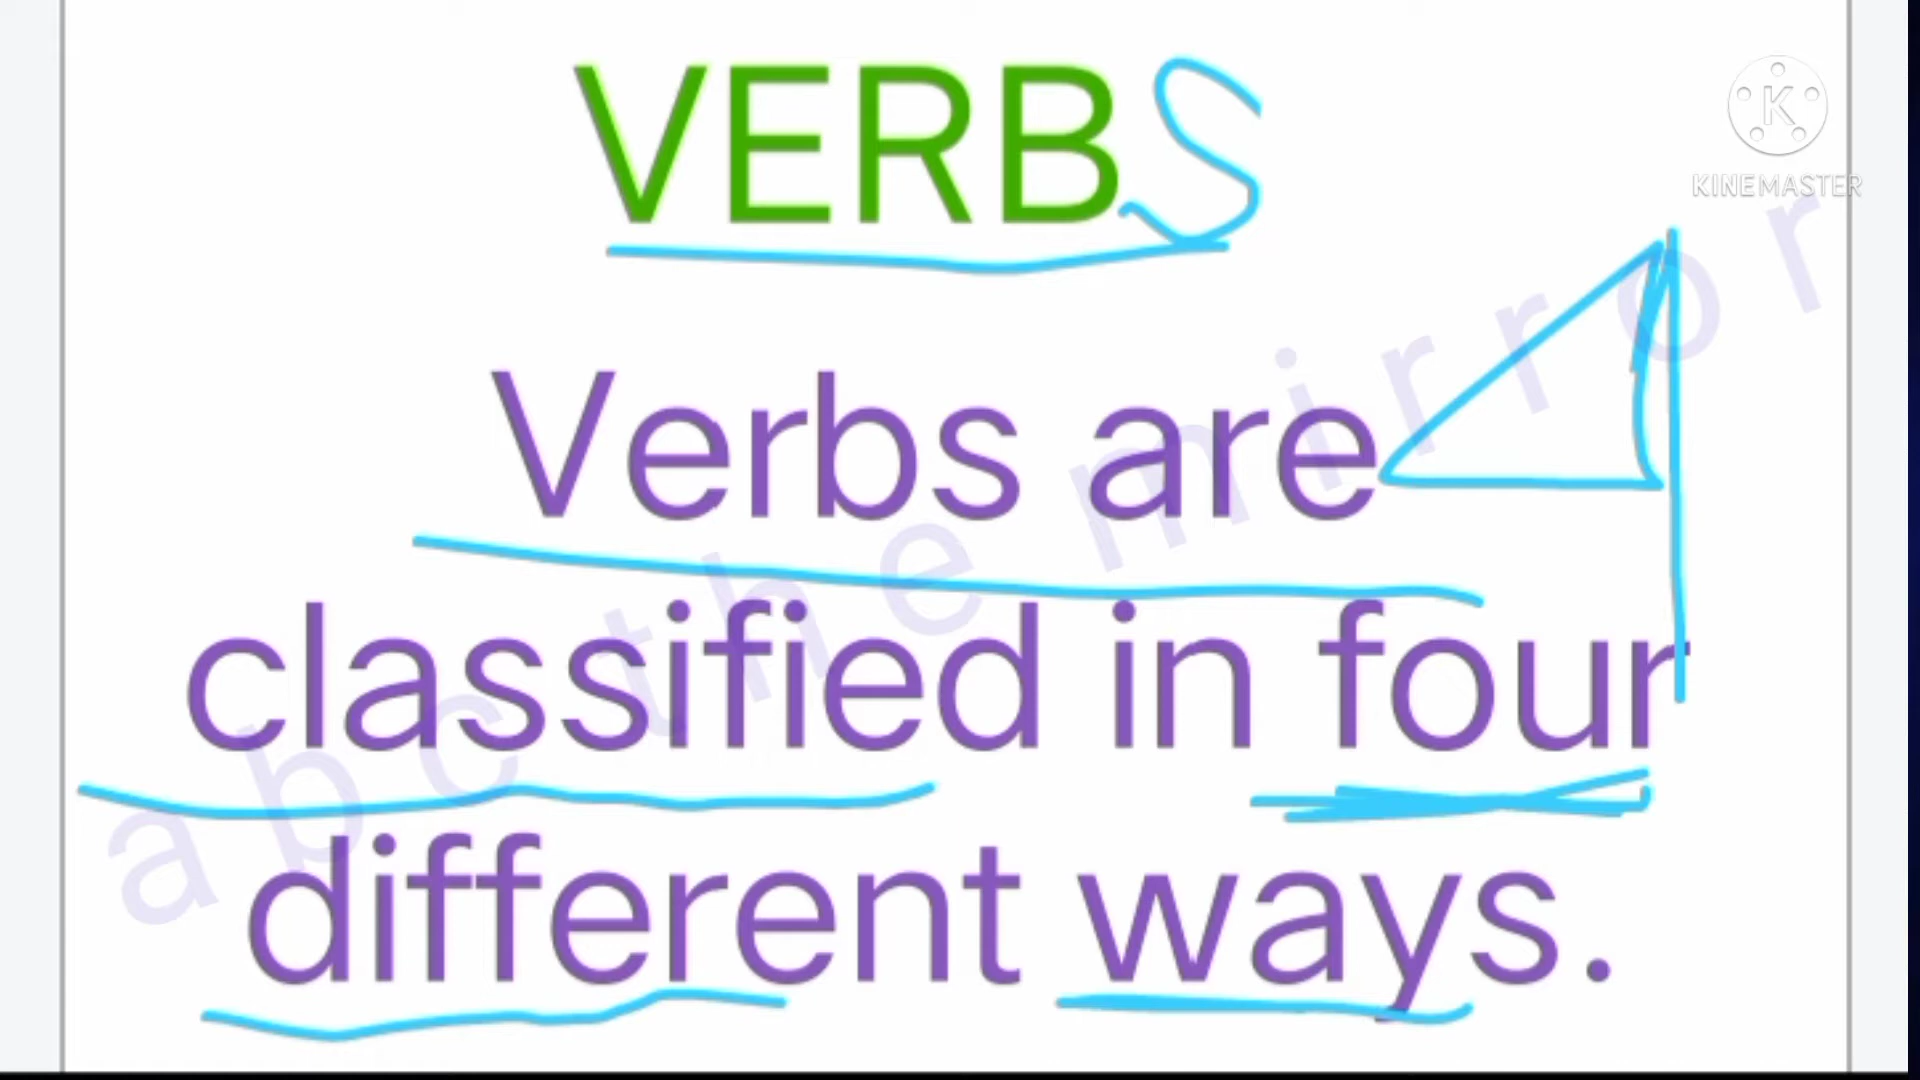 VERBS
K
KINEMASTER
Verbs are
classified in four
different ways.
abc the mirror